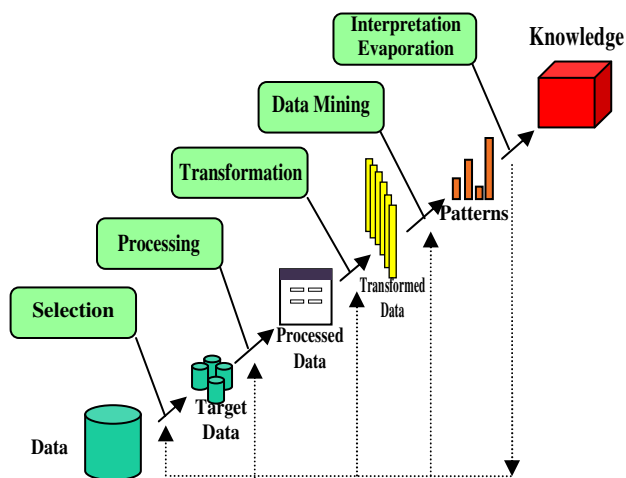 Interpretation
Evaporation
Knowledge
Data Mining
Transformation
Patterns
Processing
Transformed
Data
Selection
Processed
Data
Target
Data
Data